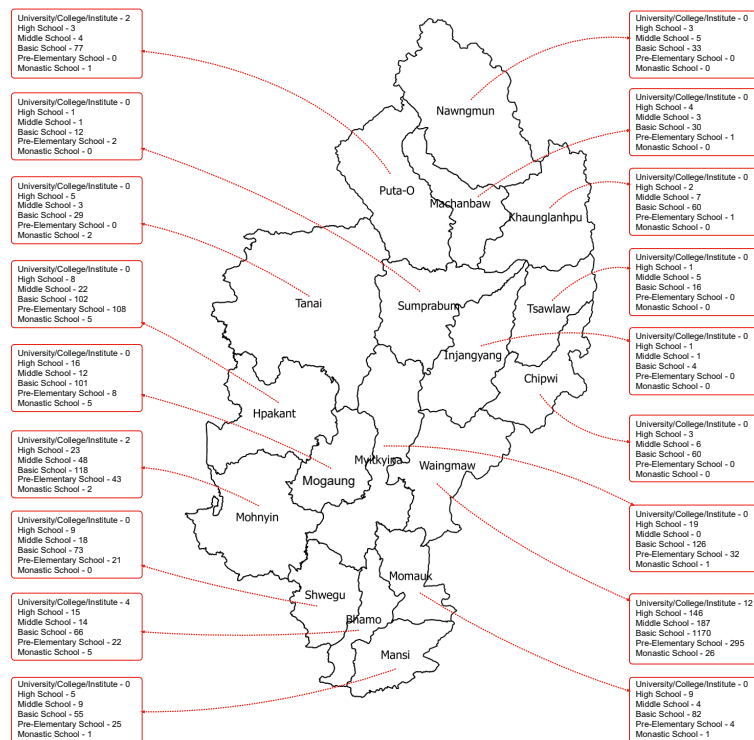 University/College/Institute - 2
High School - 3
Middle School - 4
Basic School - 77
Pre-Elementary School - 0
Monastic School - 1
University/College/Institute - 0
High School - 1
Middle School - 1
Basic School - 12
Pre-Elementary School - 2
Monastic School - 0
University/College/Institute - 0
High School - 5
Middle School - 3
Basic School - 29
Pre-Elementary School - 0
Monastic School - 2
University/College/Institute - 0
High School - 8
Middle School - 22
Basic School - 102
Pre-Elementary School - 108
Monastic School - 5
University/College/Institute - 0
High School - 16
Middle School - 12
Basic School - 101
Pre-Elementary School - 8
Monastic School - 5
University/College/Institute - 2
High School - 23
Middle School - 48
Basic School - 118
Pre-Elementary School - 43
Monastic School - 2
University/College/Institute - 0
High School - 9
Middle School - 18
Basic School - 73
Pre-Elementary School - 21
Monastic School - 0
University/College/Institute - 4
High School - 15
Middle School - 14
Basic School - 66
Pre-Elementary School - 22
Monastic School - 5
University/College/Institute - 0
High School - 5
Middle School - 9
Basic School - 55
Pre-Elementary School - 25
Monastic School - 1
Nawngmun
Puta-O
Machanbaw
Khaunglanhpu
Tanai
Sumprabum
Tsawlaw
Injangyang
Chipwi
Hpakant
Myitkyina
Waingmaw
Mogaung
Mohnyin
Momauk
Shwegu
Bhamo
Mansi
University/College/Institute - 0
High School - 3
Middle School - 5
Basic School - 33
Pre-Elementary School - 0
Monastic School - 0
University/College/Institute - 0
High School - 4
Middle School - 3
Basic School - 30
Pre-Elementary School - 1
Monastic School - 0
University/College/Institute - 0
High School - 2
Middle School - 7
Basic School - 60
Pre-Elementary School - 1
Monastic School - 0
University/College/Institute - 0
High School - 1
Middle School - 5
Basic School - 16
Pre-Elementary School - 0
Monastic School - 0
University/College/Institute - 0
High School - 1
Middle School - 1
Basic School - 4
Pre-Elementary School - 0
Monastic School - 0
University/College/Institute - 0
High School - 3
Middle School - 6
Basic School - 60
Pre-Elementary School - 0
Monastic School - 0
University/College/Institute - 0
High School - 19
Middle School - 0
Basic School - 126
Pre-Elementary School - 32
Monastic School - 1
University/College/Institute - 12
High School - 146
Middle School - 187
Basic School - 1170
Pre-Elementary School - 295
Monastic School - 26
University/College/Institute - 0
High School - 9
Middle School - 4
Basic School - 82
Pre-Elementary School - 4
Monastic School - 1